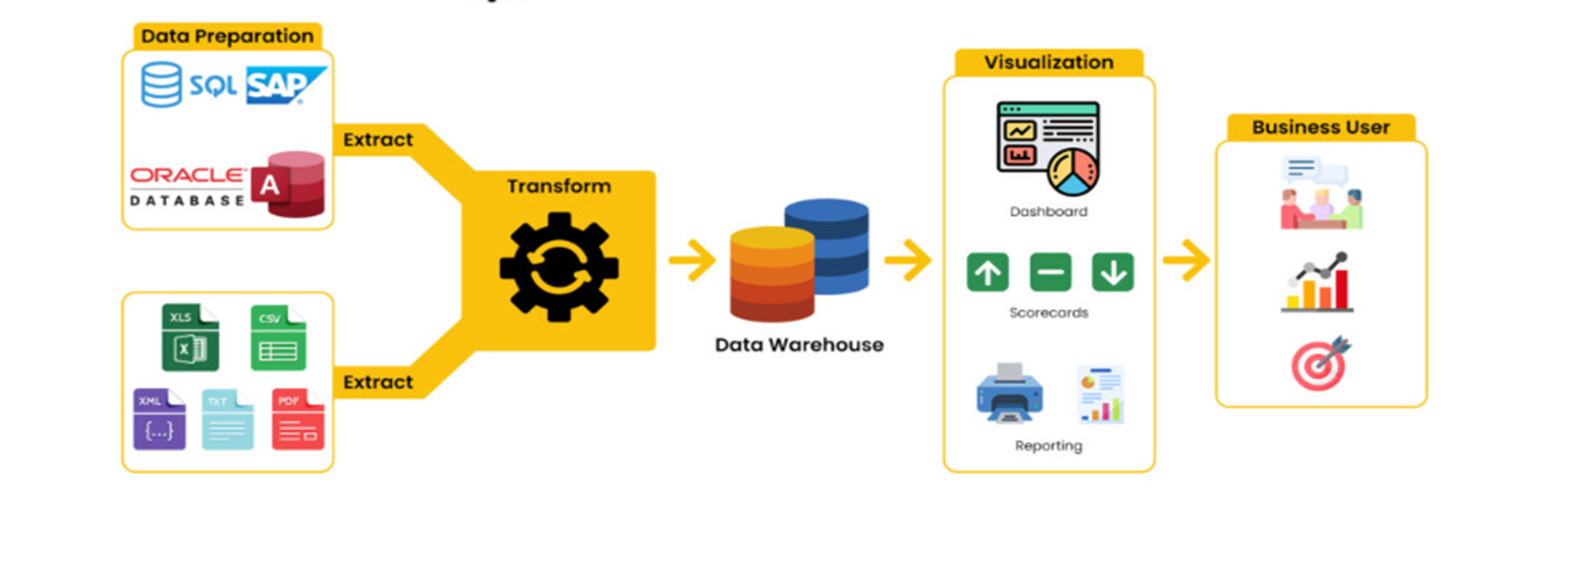 Data Preparation
SQL SAP
ORACLE
DATABASE
A
Extract
XLS
CSV
XML
{...}
TXT
PDF
Extract
Transform
Data Warehouse
Visualization
Dashboard
Scorecards
Reporting
Business User